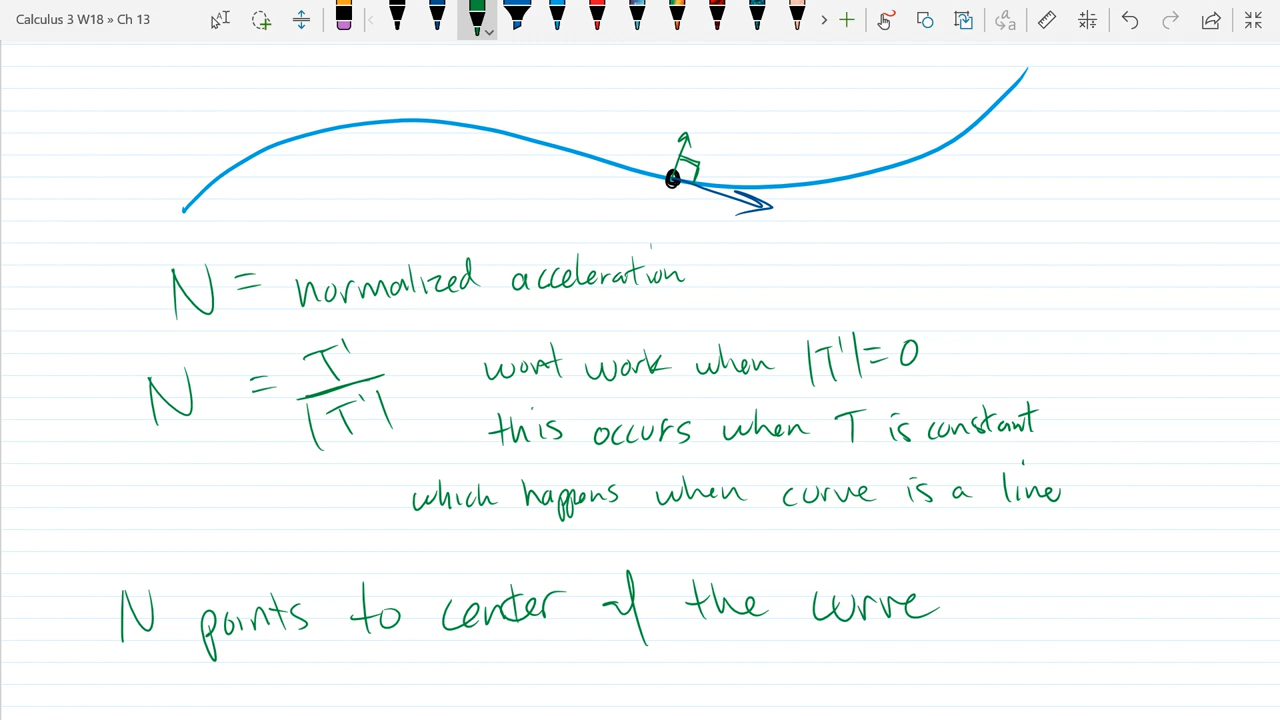 Calculus 3 W18 » Ch 13
N = normalized acceleration
N = T' / |T'| wont work when |T'| = 0
this occurs when T is constant
which happens when curve is a line
N points to center of the curve